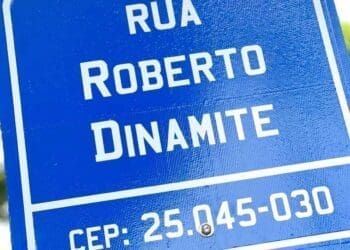 RUA
ROBERTO
DINAMITE
CEP: 25.045-030